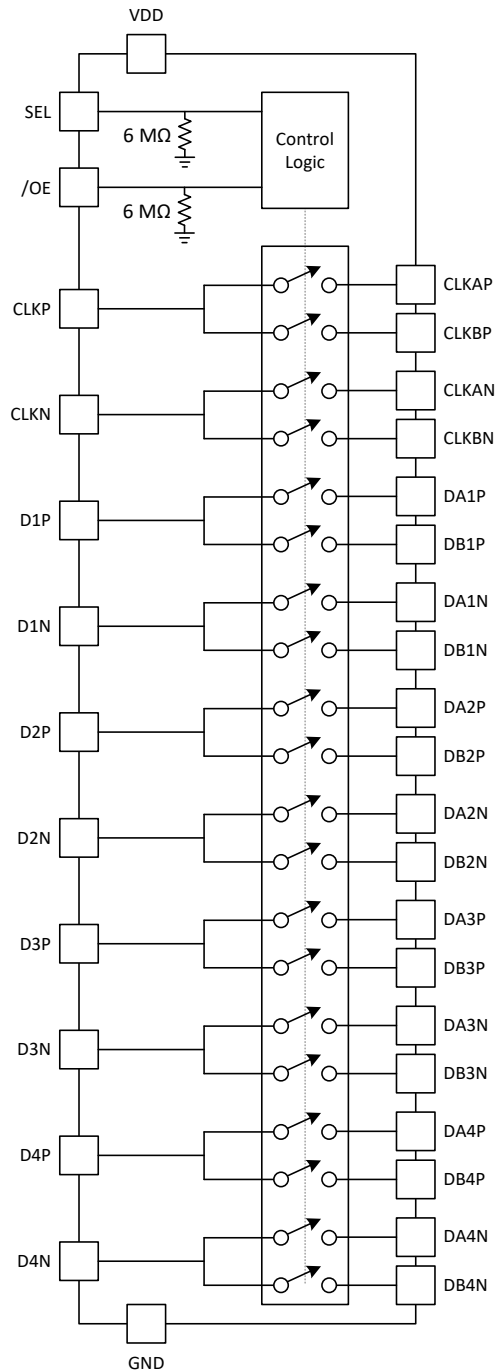 VDD
SEL
6 MΩ
Control
Logic
/OE
6 MΩ
CLKAP
CLKP
CLKBP
CLKAN
CLKN
CLKBN
DA1P
D1P
DB1P
DA1N
D1N
DB1N
DA2P
D2P
DB2P
DA2N
D2N
DB2N
DA3P
D3P
DB3P
DA3N
D3N
DB3N
DA4P
D4P
DB4P
DA4N
D4N
DB4N
GND